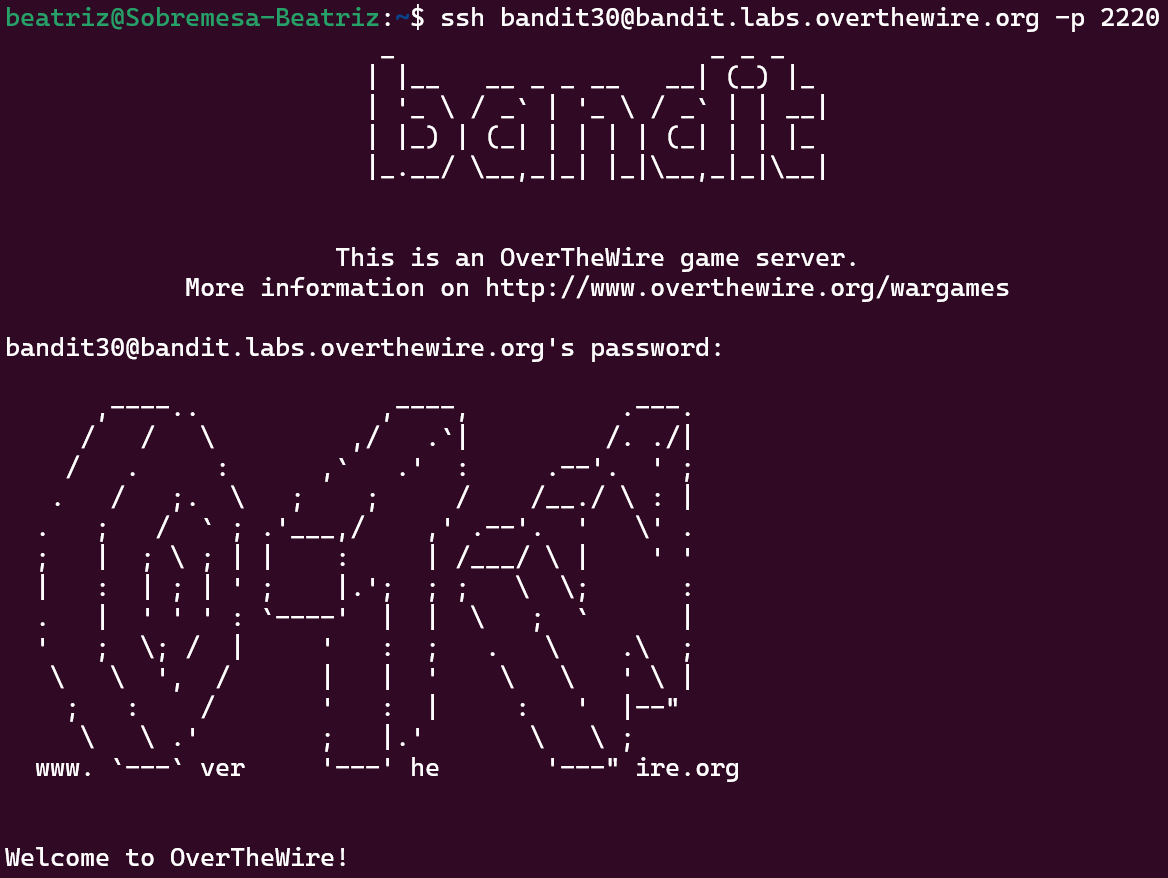 beatriz@Sobremesa-Beatriz:~$ ssh bandit30@bandit.labs.overthewire.org -p 2220
bandit
This is an OverTheWire game server.
More information on http://www.overthewire.org/wargames
bandit30@bandit.labs.overthewire.org's password:
www. ver he ire.org
Welcome to OverTheWire!